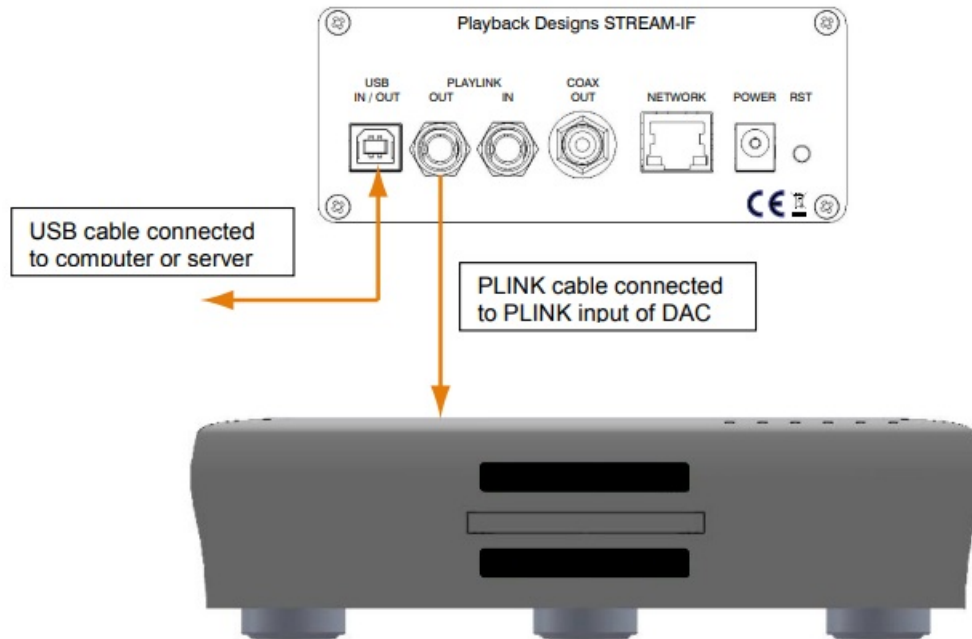 Playback Designs STREAM-IF
USB
IN / OUT
PLAYLINK
OUT IN
COAX
OUT
NETWORK
POWER
RST
CE
USB cable connected
to computer or server
PLINK cable connected
to PLINK input of DAC